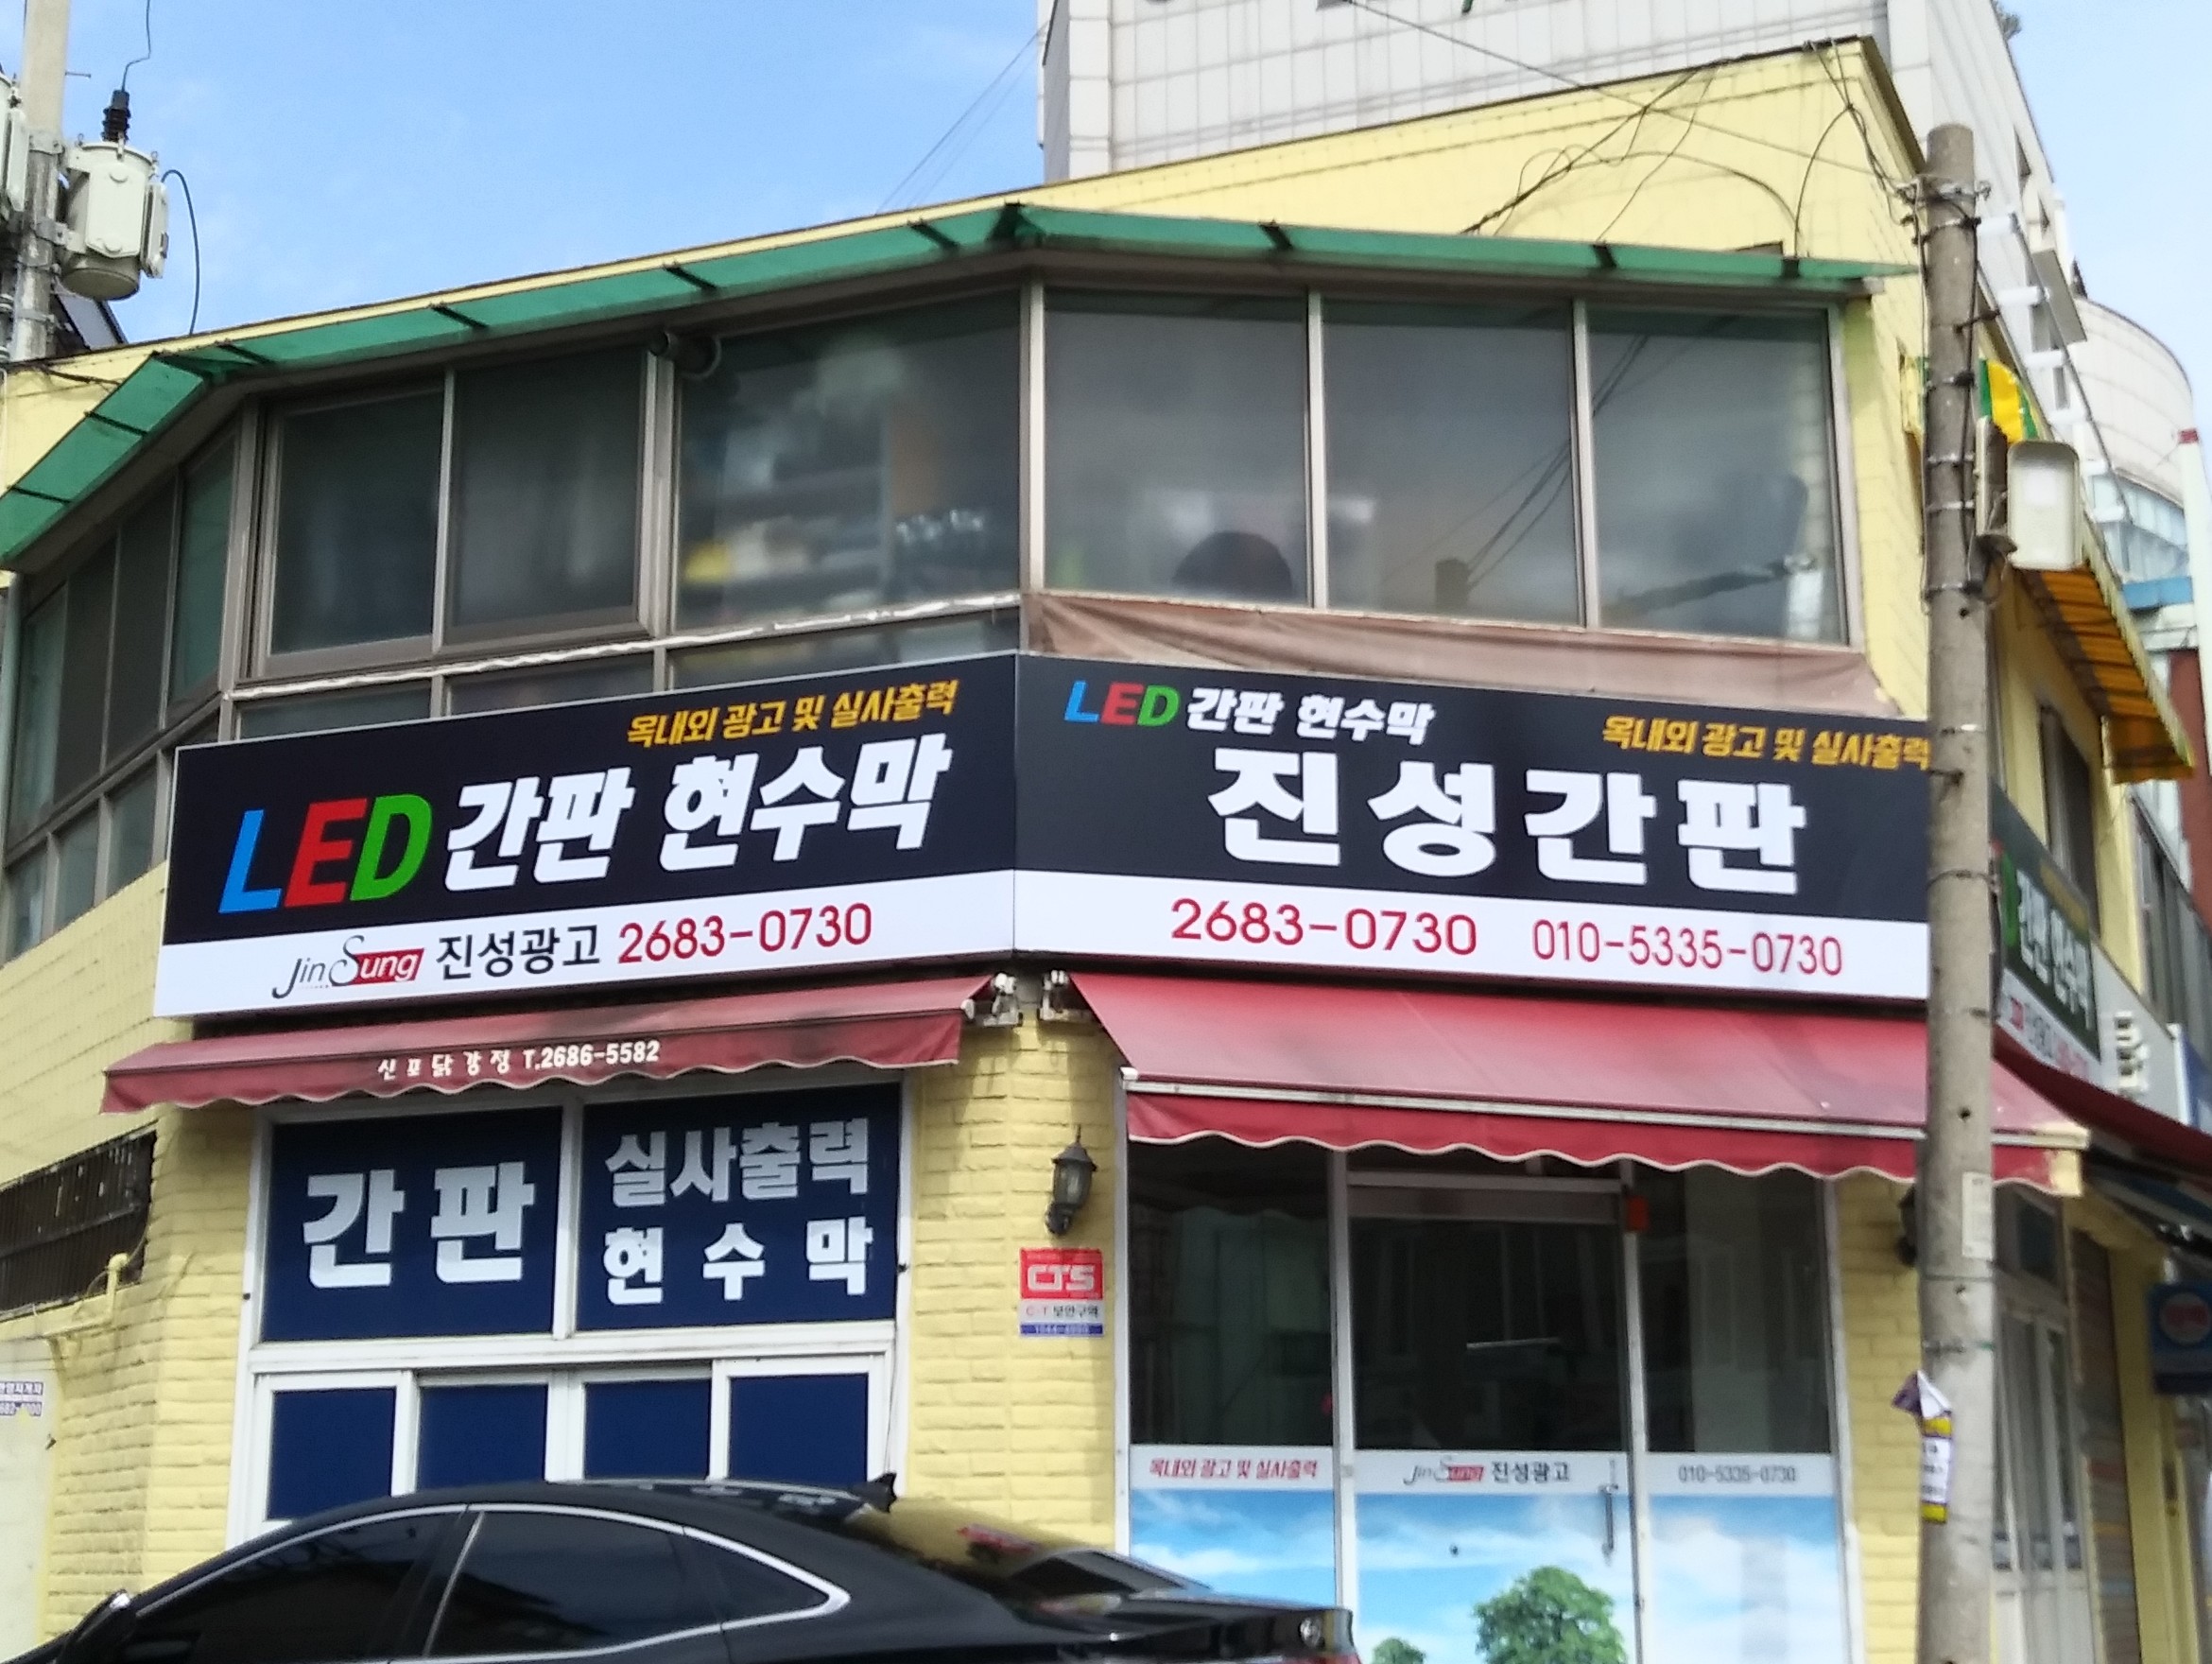 옥내외 광고 및 실사출력
LED 간판 현수막
JinSung 진성광고 2683-0730
LED 간판 현수막
옥내외 광고 및 실사출력
진성간판
2683-0730 010-5335-0730
신포닭강정 T.2686-5582
간판
실사출력
현수막
CTS
보안구역
옥내외 광고 및 실사출력
JinSung 진성광고
010-5335-0730